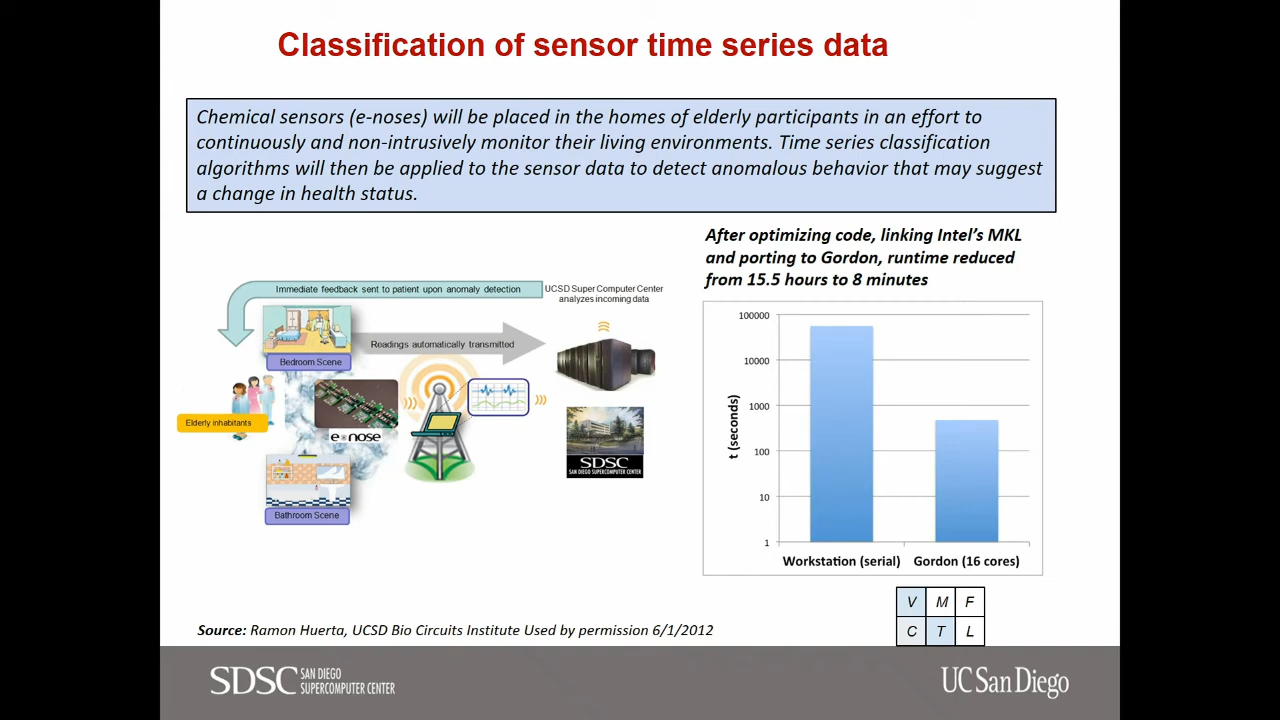 Classification of sensor time series data
Chemical sensors (e-noses) will be placed in the homes of elderly participants in an effort to
continuously and non-intrusively monitor their living environments. Time series classification
algorithms will then be applied to the sensor data to detect anomalous behavior that may suggest
a change in health status.
After optimizing code, linking Intel's MKL
and porting to Gordon, runtime reduced
from 15.5 hours to 8 minutes
Immediate feedback sent to patient upon anomaly detection
UCSD Super Computer Center
analyzes incoming data
Readings automatically transmitted
Bedroom Scene
Elderly inhabitants
e nose
SDSC
SAN DIEGO SUPERCOMPUTER CENTER
Bathroom Scene
t (seconds)
100000
10000
1000
100
10
1
Workstation (serial) Gordon (16 cores)
V M F
C T L
Source: Ramon Huerta, UCSD Bio Circuits Institute Used by permission 6/1/2012
SDSC
SAN DIEGO
SUPERCOMPUTER CENTER
UC San Diego